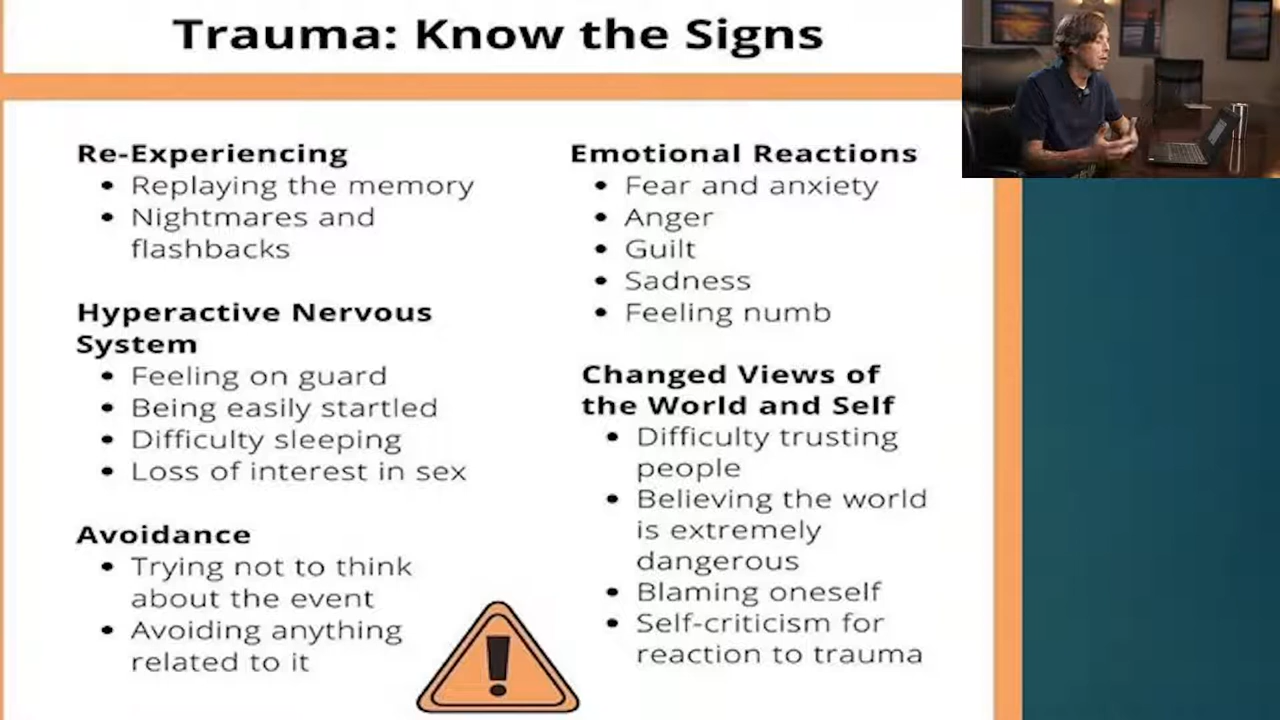 Trauma: Know the Signs
Re-Experiencing
• Replaying the memory
• Nightmares and
flashbacks
Hyperactive Nervous
System
• Feeling on guard
• Being easily startled
• Difficulty sleeping
• Loss of interest in sex
Avoidance
• Trying not to think
about the event
• Avoiding anything
related to it
!
Emotional Reactions
• Fear and anxiety
• Anger
• Guilt
• Sadness
• Feeling numb
Changed Views of
the World and Self
• Difficulty trusting
people
• Believing the world
is extremely
dangerous
• Blaming oneself
• Self-criticism for
reaction to trauma